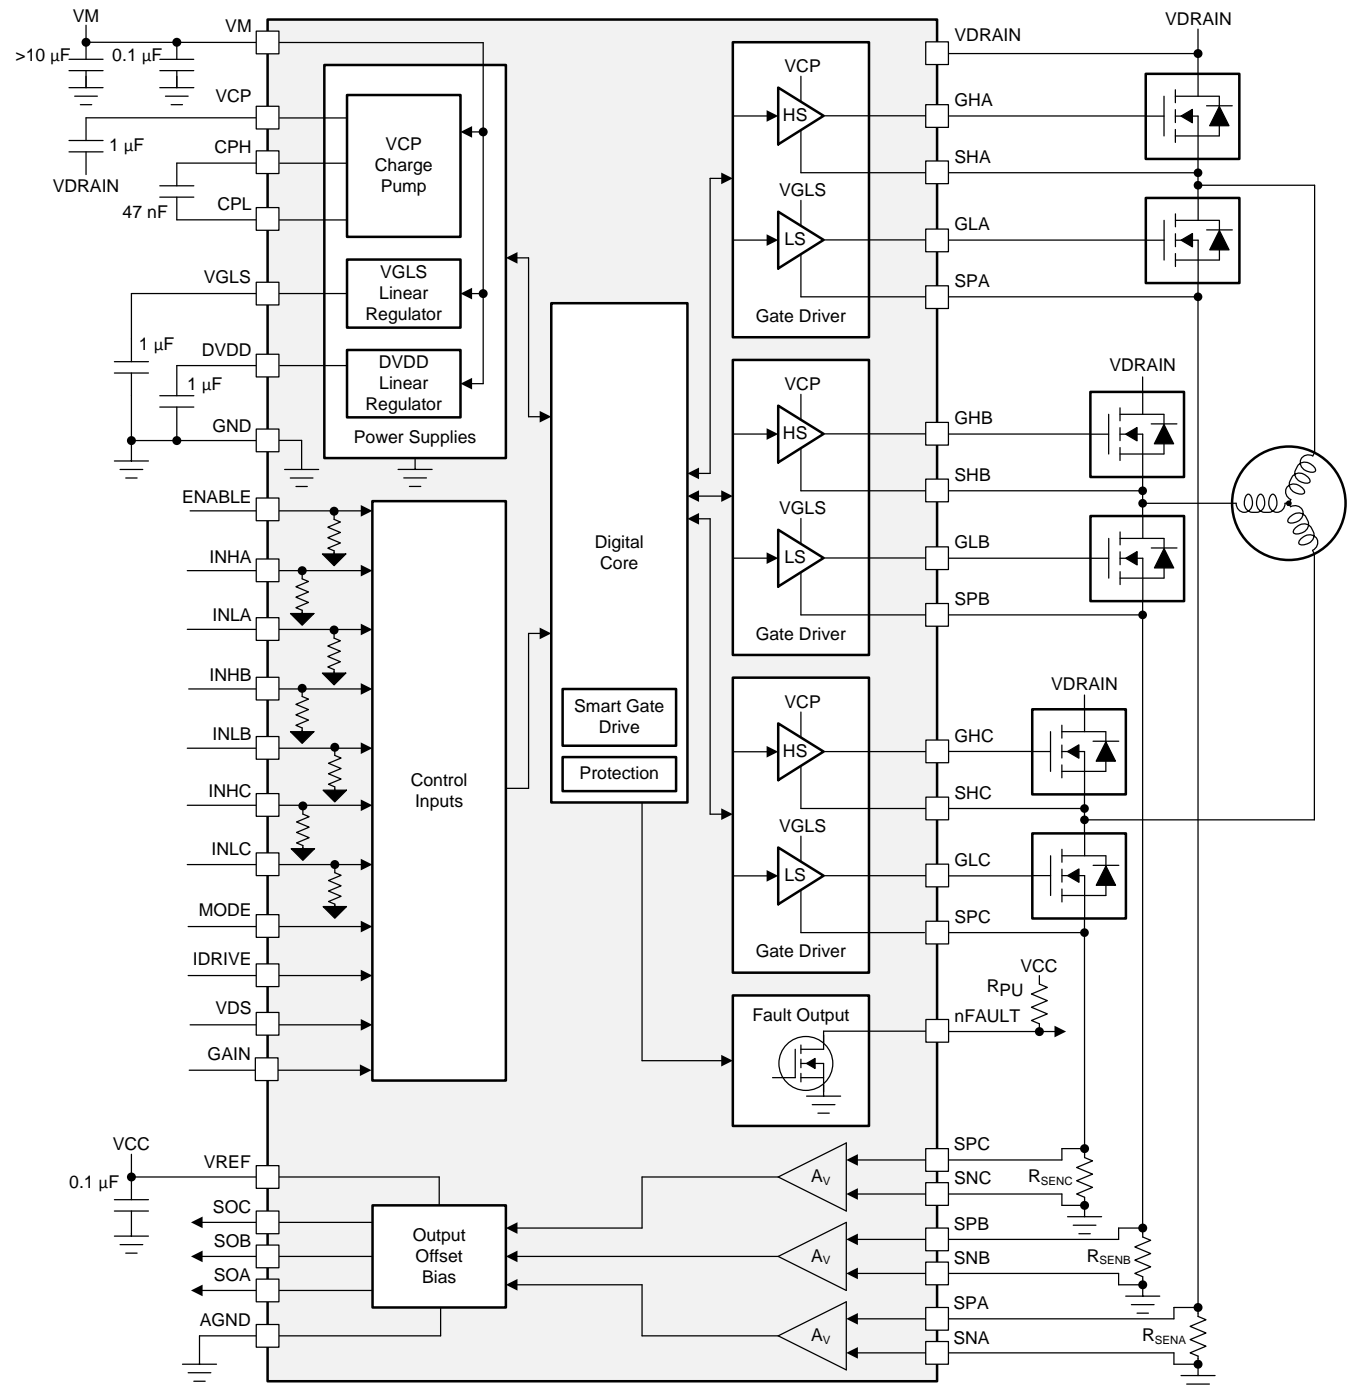 VM
>10 µF
0.1 µF
VM
VCP
1 µF
VDRAIN
CPH
CPL
47 nF
VGLS
1 µF
DVDD
1 µF
GND
VCP
Charge
Pump
VGLS
Linear
Regulator
DVDD
Linear
Regulator
Power Supplies
ENABLE
INHA
INLA
INHB
INLB
INHC
INLC
MODE
IDRIVE
VDS
GAIN
Control
Inputs
Digital
Core
Smart Gate
Drive
Protection
VCP
HS
VGLS
LS
Gate Driver
VCP
HS
VGLS
LS
Gate Driver
VCP
HS
VGLS
LS
Gate Driver
Fault Output
VDRAIN
GHA
SHA
GLA
SPA
VDRAIN
GHB
SHB
GLB
SPB
VDRAIN
GHC
SHC
GLC
SPC
VDRAIN
VCC
RPU
nFAULT
VCC
0.1 µF
VREF
SOC
SOB
SOA
AGND
Output
Offset
Bias
AV
AV
AV
SPC
SNC
RSENC
SPB
SNB
RSENB
SPA
SNA
RSENA